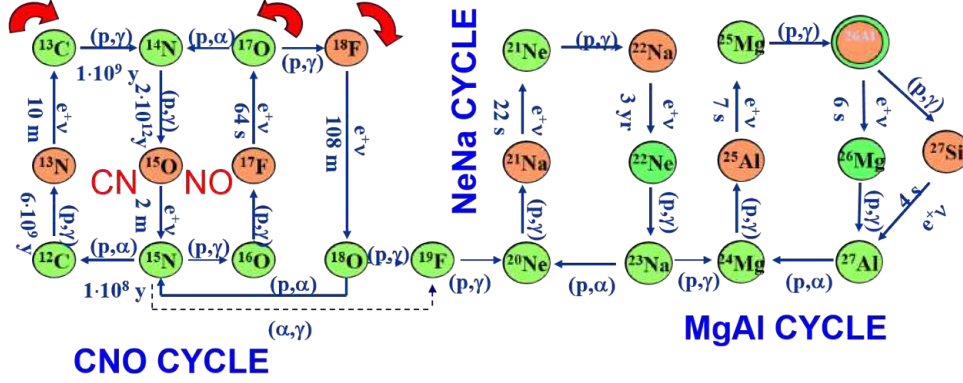 ¹³C (p,γ) ¹⁴N (p,α) ¹⁷O (p,γ) ¹⁸F
1·10⁹ y
10 m e⁺ν
2·10¹²y (p,γ)
64 s e⁺ν
108 m e⁺ν
¹³N CN ¹⁵O NO ¹⁷F
6·10⁹ y (p,γ)
2 m e⁺ν
(p,γ)
¹²C (p,α) ¹⁵N (p,γ) ¹⁶O ¹⁸O (p,γ) ¹⁹F (p,γ)
1·10⁸ y
(p,α)
(α,γ)
CNO CYCLE
NeNa CYCLE
²¹Ne (p,γ) ²²Na
22 s e⁺ν
3 yr e⁺ν
²¹Na ²²Ne
(p,γ) (p,γ)
²⁰Ne (p,α) ²³Na (p,γ) ²⁴Mg (p,α) ²⁷Al
²⁵Mg (p,γ) ²⁶Al
7 s e⁺ν
6 s e⁺ν
(p,γ)
²⁵Al ²⁶Mg ²⁷Si
(p,γ) (p,γ)
4 s e⁺ν
MgAl CYCLE